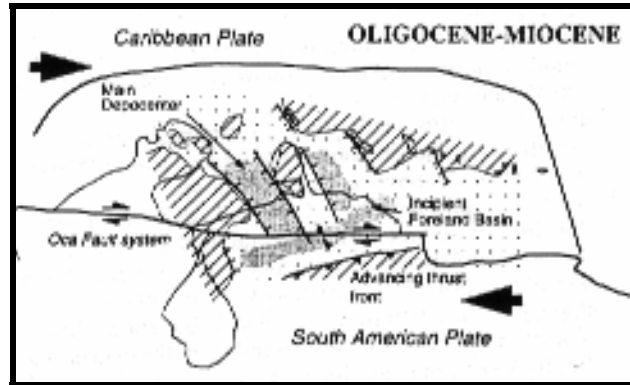 Caribbean Plate
OLIGOCENE-MIOCENE
Main
Depocenter
Incipient
Foreland Basin
Oca Fault system
Advancing thrust
front
South American Plate